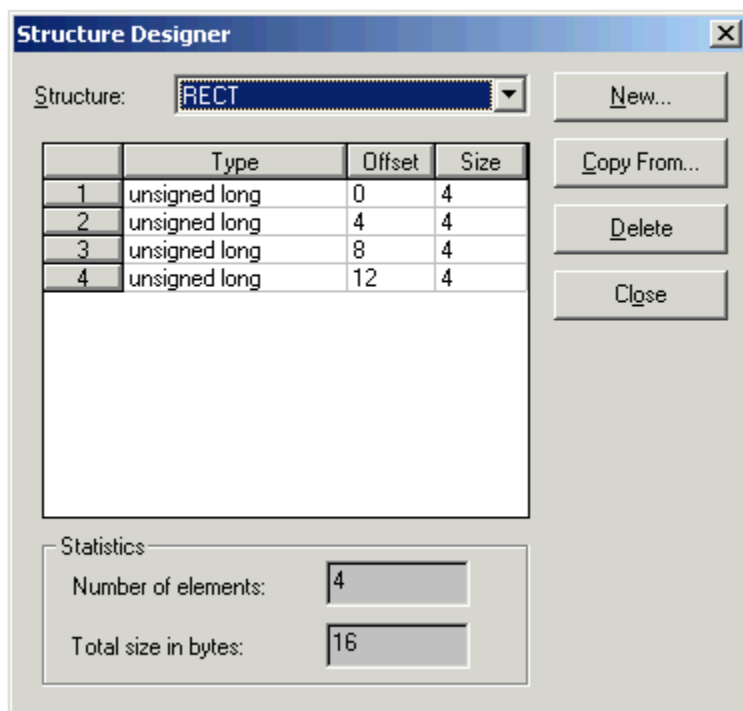 Structure Designer
Structure: RECT
New...
Copy From...
Delete
Close
Type Offset Size
1 unsigned long 0 4
2 unsigned long 4 4
3 unsigned long 8 4
4 unsigned long 12 4
Statistics
Number of elements: 4
Total size in bytes: 16